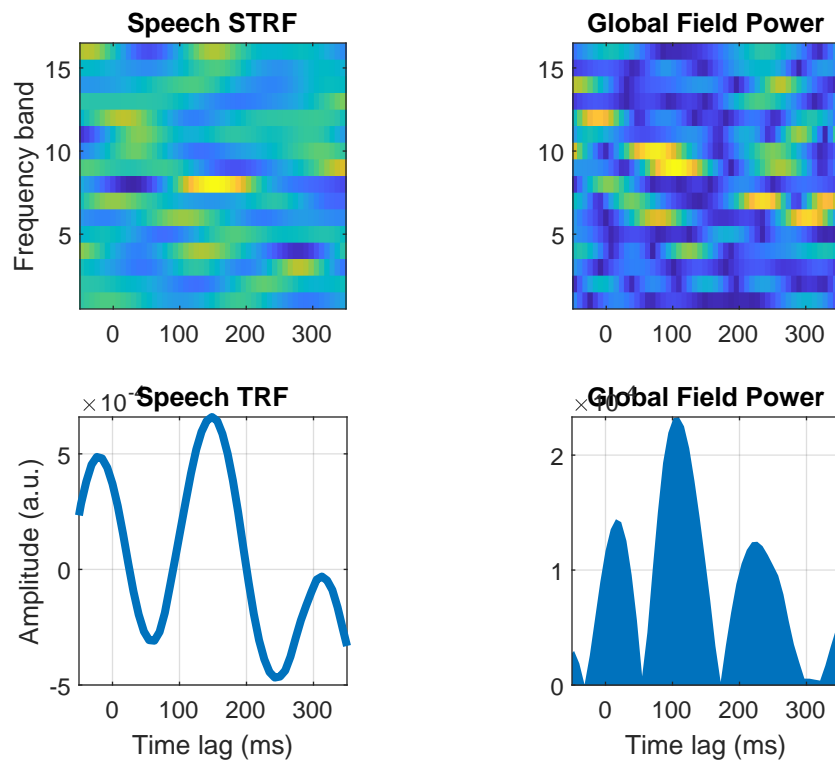 Speech STRF
Global Field Power
Frequency band
15
10
5
0 100 200 300
15
10
5
0 100 200 300
× 10⁻⁴
Speech TRF
Global Field Power
Amplitude (a.u.)
5
0
-5
0 100 200 300
Time lag (ms)
2
1
0
0 100 200 300
Time lag (ms)